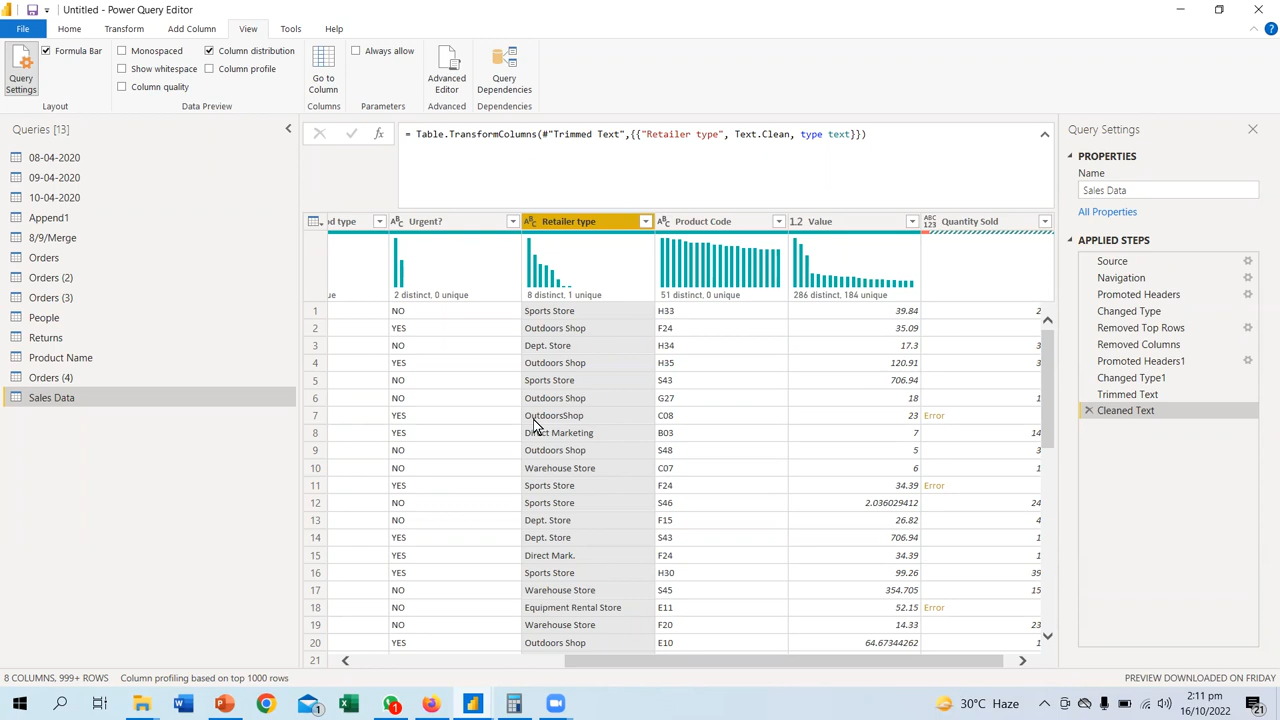 Untitled - Power Query Editor
File Home Transform Add Column View Tools Help
Query Settings
Formula Bar
Layout
Monospaced
Show whitespace
Column quality
Column distribution
Column profile
Data Preview
Go to Column
Columns
Always allow
Parameters
Advanced Editor
Advanced
Query Dependencies
Dependencies
Queries [13]
08-04-2020
09-04-2020
10-04-2020
Append1
8/9/Merge
Orders
Orders (2)
Orders (3)
People
Returns
Product Name
Orders (4)
Sales Data
fx = Table.TransformColumns(#"Trimmed Text",{{"Retailer type", Text.Clean, type text}})
d type ABC Urgent? ABC Retailer type ABC Product Code 1.2 Value ABC 123 Quantity Sold
ue 2 distinct, 0 unique 8 distinct, 1 unique 51 distinct, 0 unique 286 distinct, 184 unique
1 NO Sports Store H33 39.84 2
2 YES Outdoors Shop F24 35.09
3 NO Dept. Store H34 17.3 3
4 YES Outdoors Shop H35 120.91 3
5 NO Sports Store S43 706.94
6 NO Outdoors Shop G27 18 1
7 YES OutdoorsShop C08 23 Error
8 YES Direct Marketing B03 7 14
9 NO Outdoors Shop S48 5 3
10 NO Warehouse Store C07 6 1
11 YES Sports Store F24 34.39 Error
12 NO Sports Store S46 2.036029412 24
13 NO Dept. Store F15 26.82 4
14 YES Dept. Store S43 706.94 1
15 YES Direct Mark. F24 34.39 1
16 YES Sports Store H30 99.26 39
17 NO Warehouse Store S45 354.705 15
18 NO Equipment Rental Store E11 52.15 Error
19 NO Warehouse Store F20 14.33 23
20 YES Outdoors Shop E10 64.67344262 1
21
Query Settings
PROPERTIES
Name
Sales Data
All Properties
APPLIED STEPS
Source
Navigation
Promoted Headers
Changed Type
Removed Top Rows
Removed Columns
Promoted Headers1
Changed Type1
Trimmed Text
Cleaned Text
8 COLUMNS, 999+ ROWS Column profiling based on top 1000 rows PREVIEW DOWNLOADED ON FRIDAY
30°C Haze
2:11 pm
16/10/2022
21